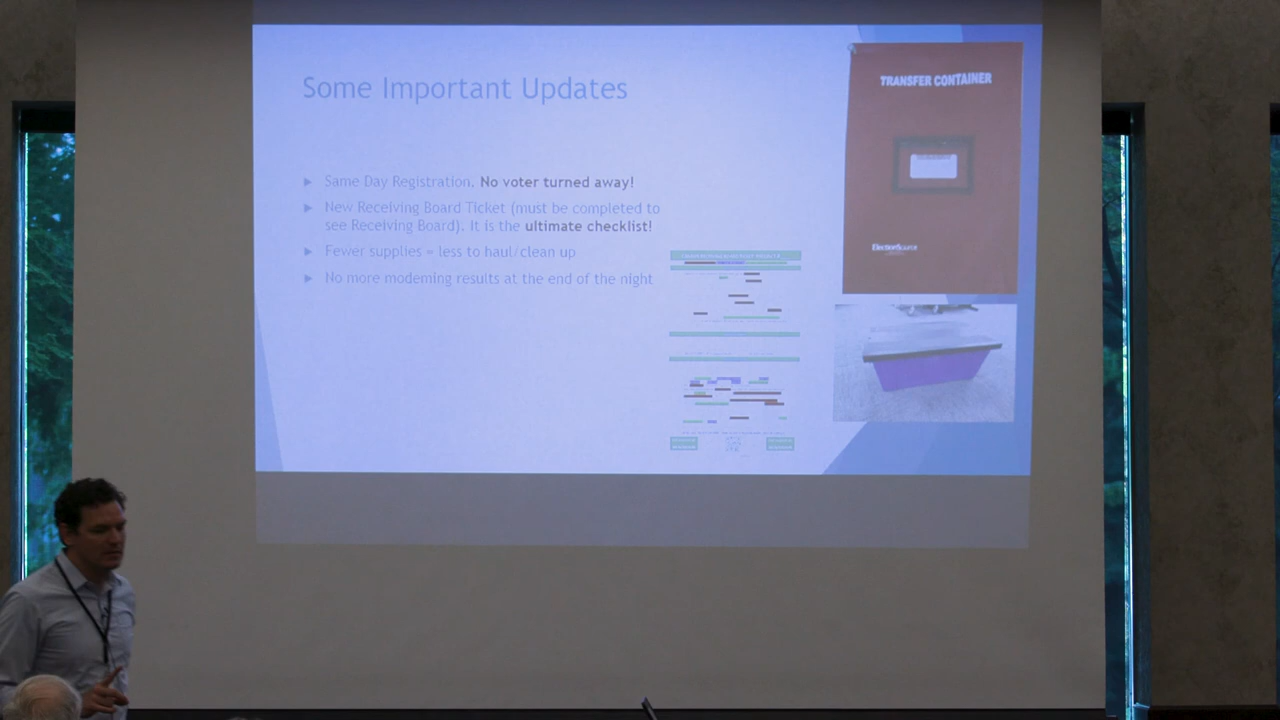 Some Important Updates
TRANSFER CONTAINER
Same Day Registration. No voter turned away!
New Receiving Board Ticket (must be completed to
see Receiving Board). It is the ultimate checklist!
Fewer supplies = less to haul/clean up
No more modeming results at the end of the night
ElectionSource